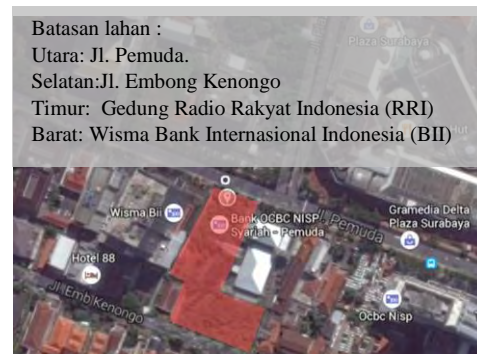 Batasan lahan :
Utara: Jl. Pemuda.
Selatan:Jl. Embong Kenongo
Timur:  Gedung Radio Rakyat Indonesia (RRI)
Barat: Wisma Bank Internasional Indonesia (BII)
Plaza Surabaya
Hut
Wisma Bii
Bank OCBC NISP
Syariah - Pemuda
Jl. Pemuda
Gramedia Delta
Plaza Surabaya
Hotel 88
Jl. Emb Kenongo
Ocbc Nisp